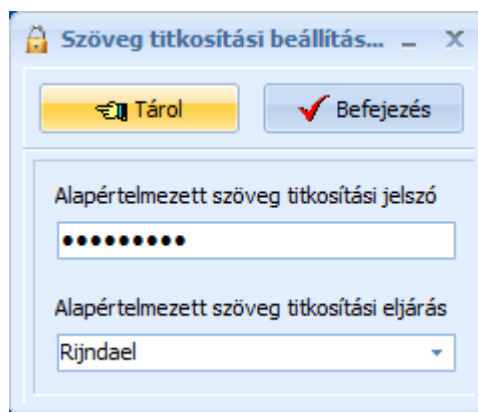 Szöveg titkosítási beállítás...
Tárol Befejezés
Alapértelmezett szöveg titkosítási jelszó
●●●●●●●●●
Alapértelmezett szöveg titkosítási eljárás
Rijndael